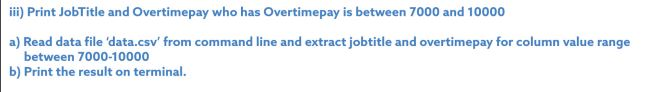 iii) Print JobTitle and Overtimepay who has Overtimepay is between 7000 and 10000
a) Read data file ‘data.csv’ from command line and extract jobtitle and overtimepay for column value range
between 7000-10000
b) Print the result on terminal.